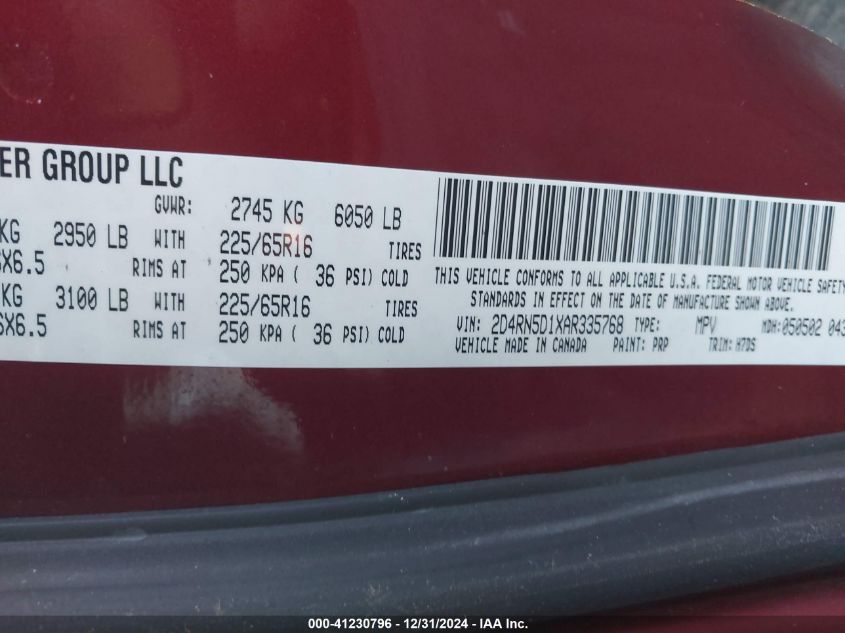 ER GROUP LLC
GVWR: 2745 KG 6050 LB
KG 2950 LB WITH 225/65R16 TIRES
X6.5 RIMS AT 250 KPA ( 36 PSI) COLD
KG 3100 LB WITH 225/65R16 TIRES
X6.5 RIMS AT 250 KPA ( 36 PSI) COLD
THIS VEHICLE CONFORMS TO ALL APPLICABLE U.S.A. FEDERAL MOTOR VEHICLE SAFETY
STANDARDS IN EFFECT ON THE DATE OF MANUFACTURE SHOWN ABOVE.
VIN: 2D4RN5D1XAR335768 TYPE: MPV MDH:050502 043
VEHICLE MADE IN CANADA PAINT: PRP TRIM: H7DS
000-41230796 - 12/31/2024 - IAA Inc.